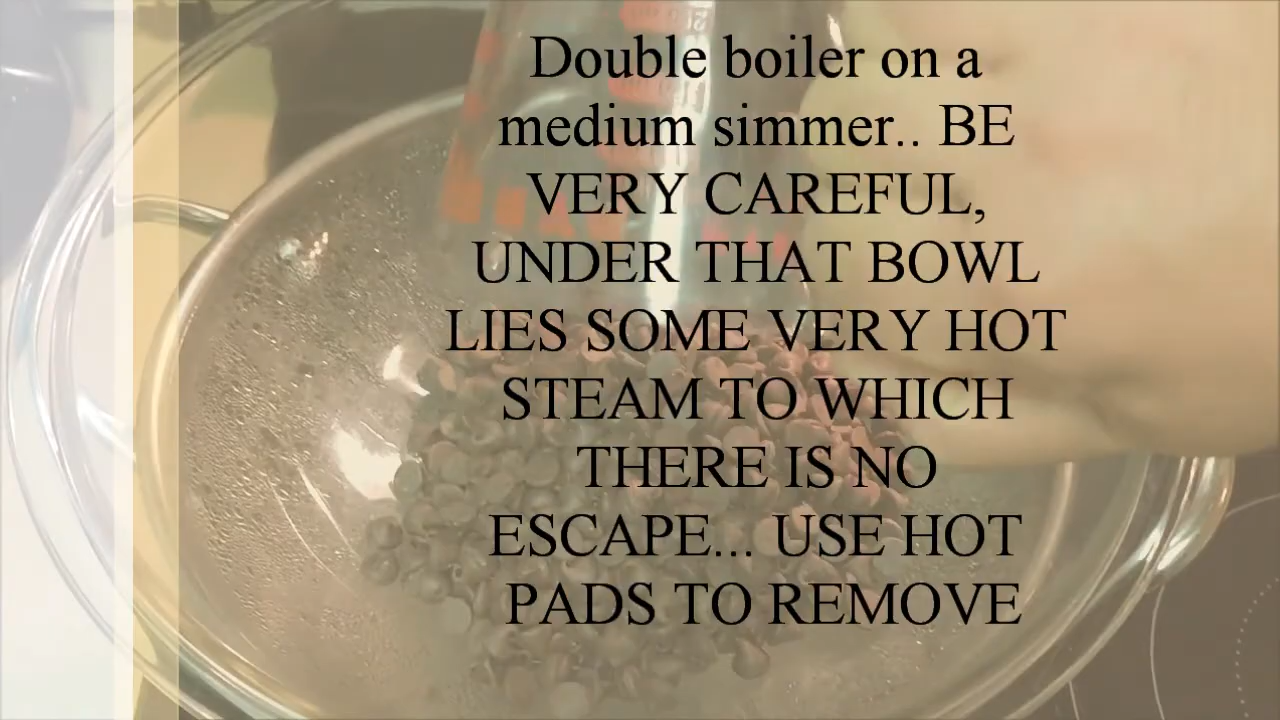 Double boiler on a
medium simmer.. BE
VERY CAREFUL,
UNDER THAT BOWL
LIES SOME VERY HOT
STEAM TO WHICH
THERE IS NO
ESCAPE... USE HOT
PADS TO REMOVE